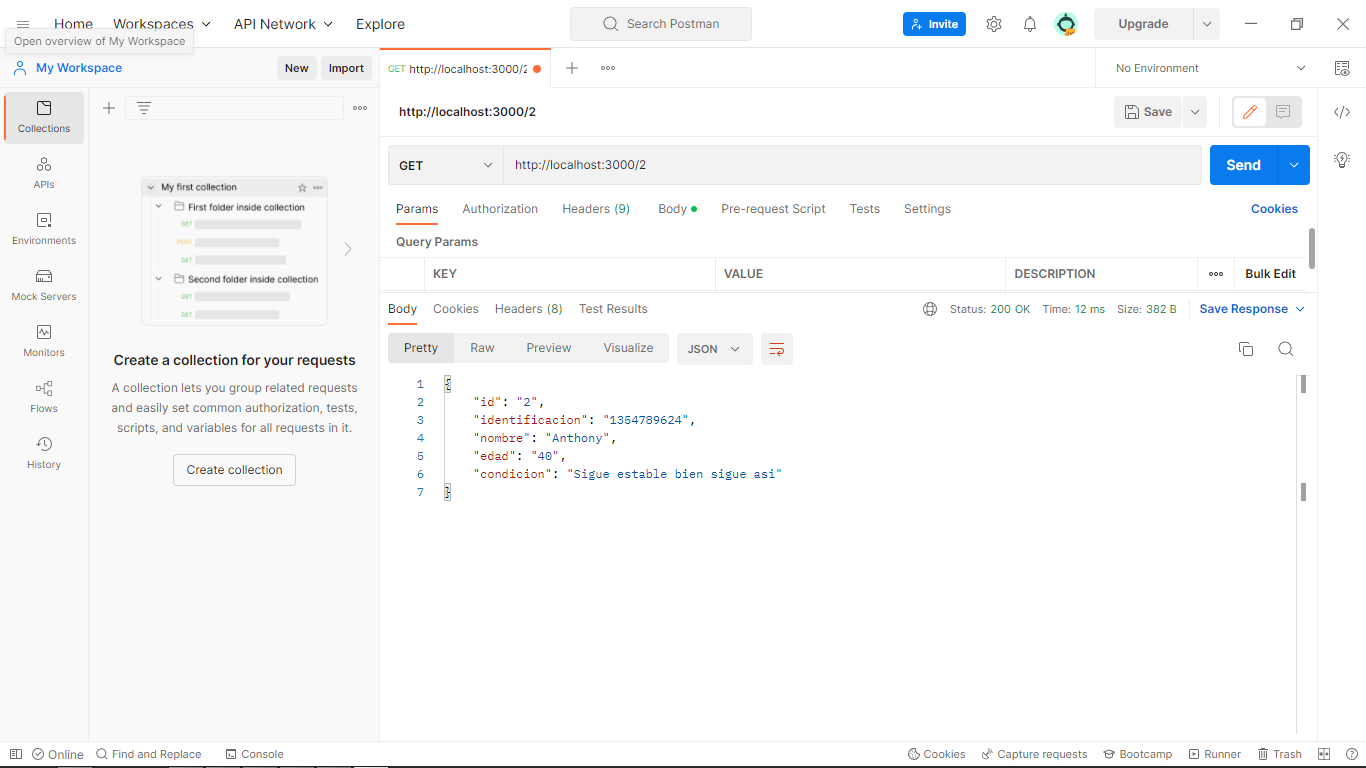 Home Workspaces API Network Explore Search Postman Invite Upgrade
Open overview of My Workspace
My Workspace New Import GET http://localhost:3000/2 No Environment
Collections
APIs
Environments
Mock Servers
Monitors
Flows
History
My first collection
First folder inside collection
GET
POST
GET
Second folder inside collection
GET
GET
Create a collection for your requests
A collection lets you group related requests
and easily set common authorization, tests,
scripts, and variables for all requests in it.
Create collection
http://localhost:3000/2 Save
GET http://localhost:3000/2 Send
Params Authorization Headers (9) Body Pre-request Script Tests Settings Cookies
Query Params
KEY VALUE DESCRIPTION Bulk Edit
Body Cookies Headers (8) Test Results Status: 200 OK Time: 12 ms Size: 382 B Save Response
Pretty Raw Preview Visualize JSON
1 {
2 "id": "2",
3 "identificacion": "1354789624",
4 "nombre": "Anthony",
5 "edad": "40",
6 "condicion": "Sigue estable bien sigue asi"
7 }
Online Find and Replace Console Cookies Capture requests Bootcamp Runner Trash